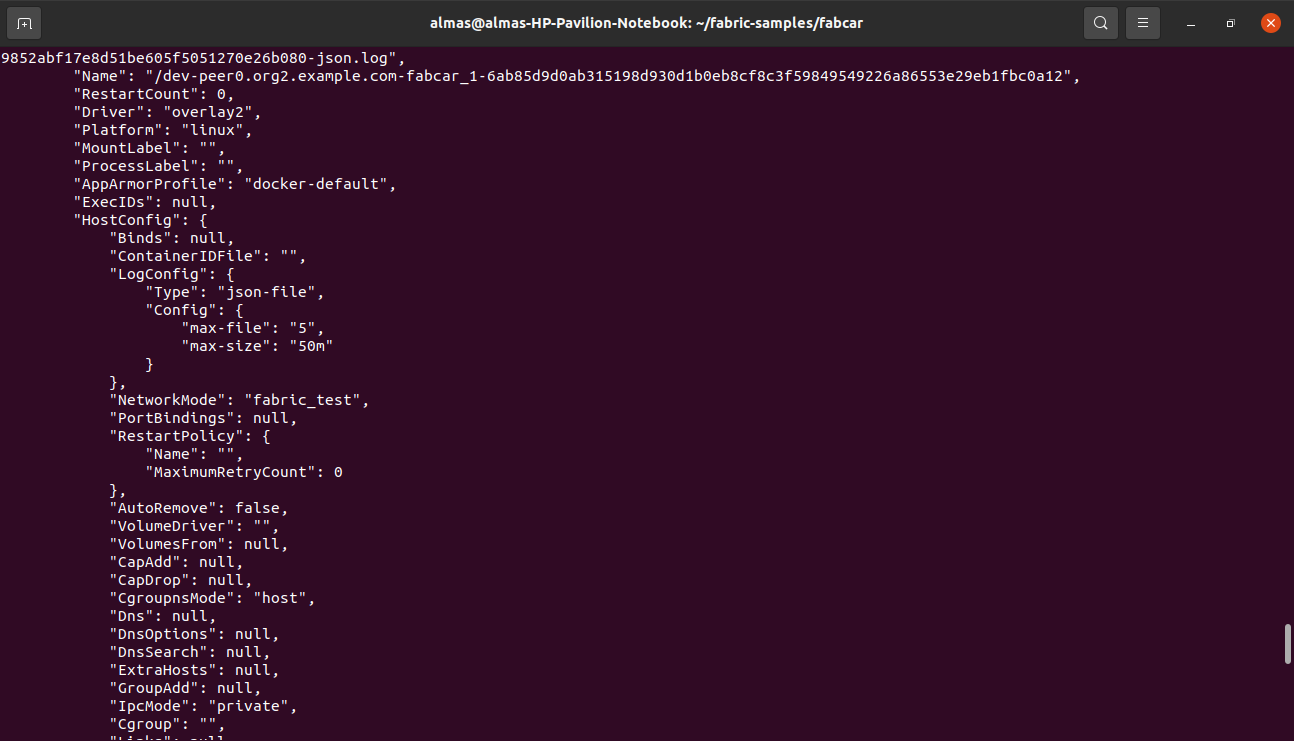 almas@almas-HP-Pavilion-Notebook: ~/fabric-samples/fabcar
9852abf17e8d51be605f5051270e26b080-json.log",
        "Name": "/dev-peer0.org2.example.com-fabcar_1-6ab85d9d0ab315198d930d1b0eb8cf8c3f59849549226a86553e29eb1fbc0a12",
        "RestartCount": 0,
        "Driver": "overlay2",
        "Platform": "linux",
        "MountLabel": "",
        "ProcessLabel": "",
        "AppArmorProfile": "docker-default",
        "ExecIDs": null,
        "HostConfig": {
            "Binds": null,
            "ContainerIDFile": "",
            "LogConfig": {
                "Type": "json-file",
                "Config": {
                    "max-file": "5",
                    "max-size": "50m"
                }
            },
            "NetworkMode": "fabric_test",
            "PortBindings": null,
            "RestartPolicy": {
                "Name": "",
                "MaximumRetryCount": 0
            },
            "AutoRemove": false,
            "VolumeDriver": "",
            "VolumesFrom": null,
            "CapAdd": null,
            "CapDrop": null,
            "CgroupnsMode": "host",
            "Dns": null,
            "DnsOptions": null,
            "DnsSearch": null,
            "ExtraHosts": null,
            "GroupAdd": null,
            "IpcMode": "private",
            "Cgroup": "",
            "Links": null,